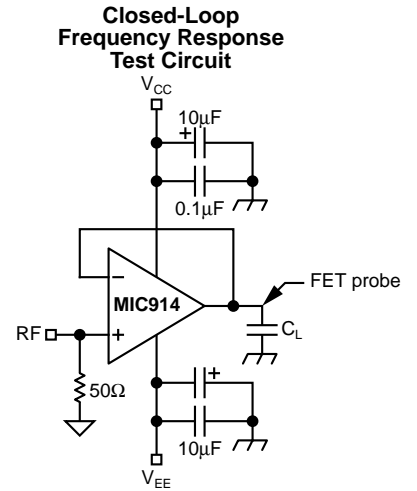 Closed-Loop
Frequency Response
Test Circuit
VCC
10µF
+
0.1µF
FET probe
−
MIC914
RF
+
CL
50Ω
+
10µF
VEE